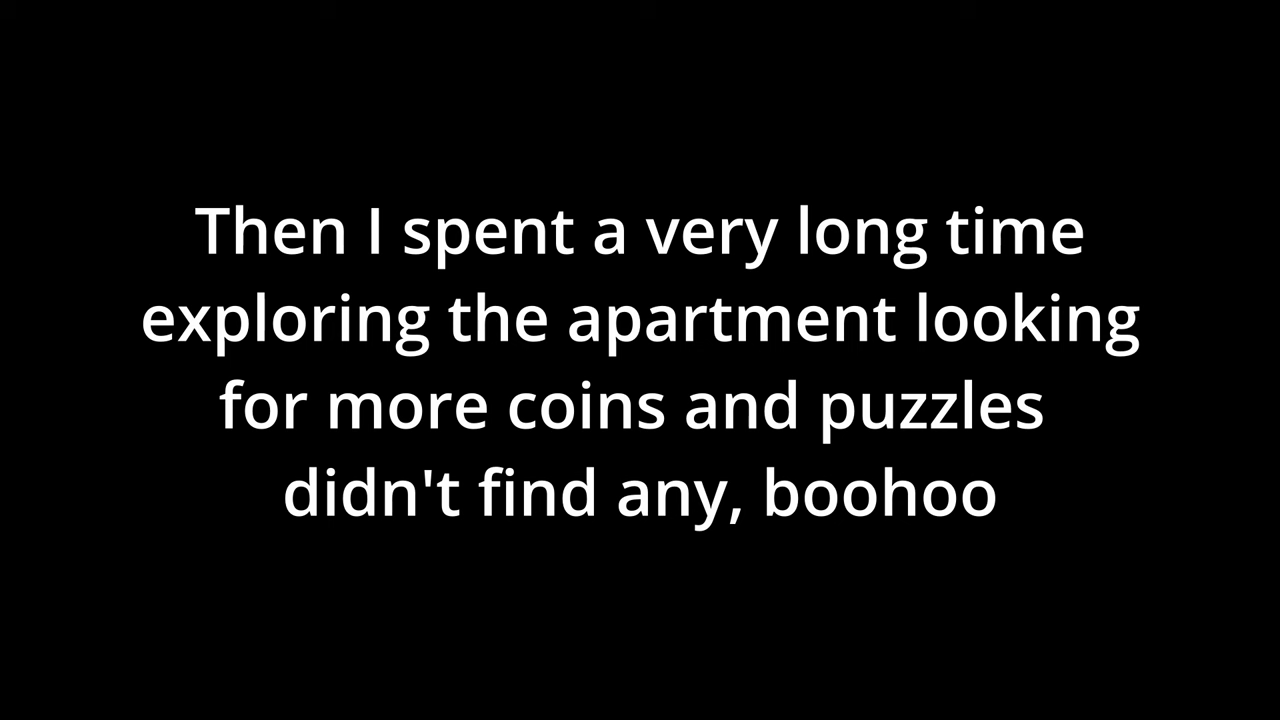 Then I spent a very long time
exploring the apartment looking
for more coins and puzzles
didn't find any, boohoo